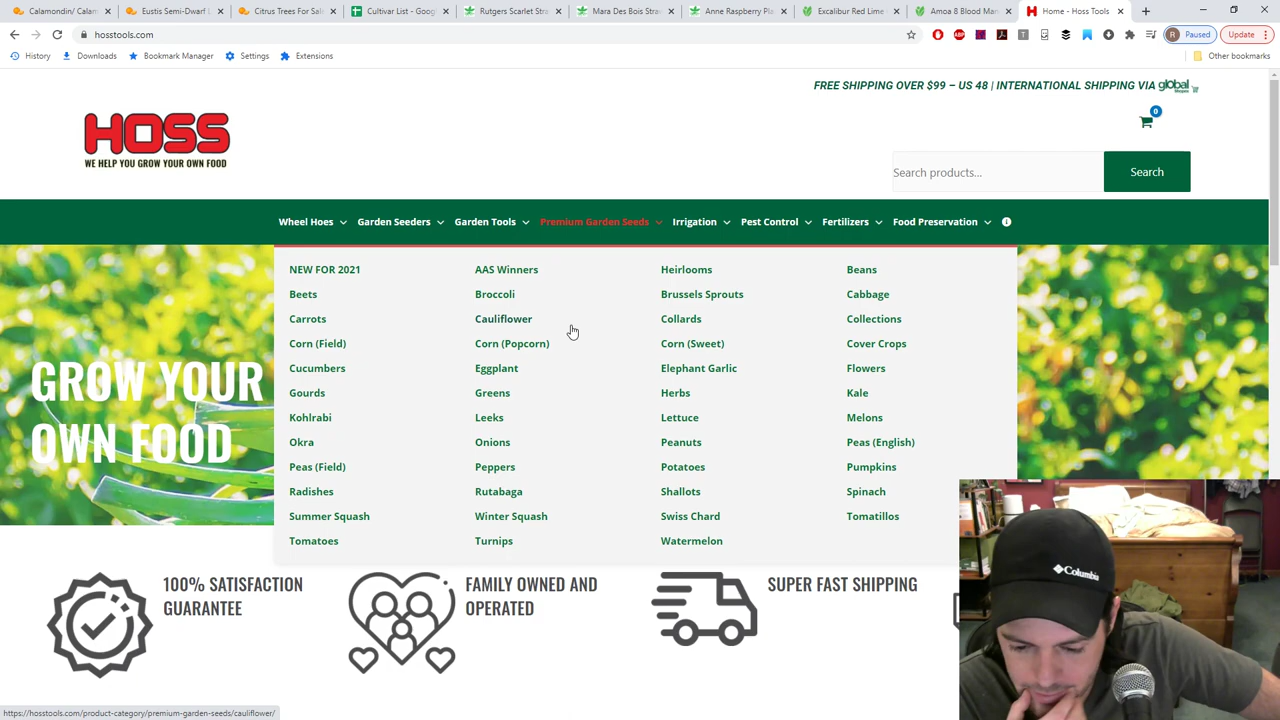 Calamondin/ Calam
Eustis Semi-Dwarf L
Citrus Trees For Sale
Cultivar List - Goog
Rutgers Scarlet Stra
Mara Des Bois Stra
Anne Raspberry Pla
Excalibur Red Lime
Amoa 8 Blood Man
Home - Hoss Tools
hosstools.com
R Paused Update
History Downloads Bookmark Manager Settings Extensions Other bookmarks
FREE SHIPPING OVER $99 – US 48 | INTERNATIONAL SHIPPING VIA global
0
HOSS
WE HELP YOU GROW YOUR OWN FOOD
Search products... Search
Wheel Hoes Garden Seeders Garden Tools Premium Garden Seeds Irrigation Pest Control Fertilizers Food Preservation
NEW FOR 2021 AAS Winners Heirlooms Beans
Beets Broccoli Brussels Sprouts Cabbage
Carrots Cauliflower Collards Collections
Corn (Field) Corn (Popcorn) Corn (Sweet) Cover Crops
Cucumbers Eggplant Elephant Garlic Flowers
Gourds Greens Herbs Kale
Kohlrabi Leeks Lettuce Melons
Okra Onions Peanuts Peas (English)
Peas (Field) Peppers Potatoes Pumpkins
Radishes Rutabaga Shallots Spinach
Summer Squash Winter Squash Swiss Chard Tomatillos
Tomatoes Turnips Watermelon
GROW YOUR
OWN FOOD
100% SATISFACTION
GUARANTEE
FAMILY OWNED AND
OPERATED
SUPER FAST SHIPPING
Columbia
https://hosstools.com/product-category/premium-garden-seeds/cauliflower/